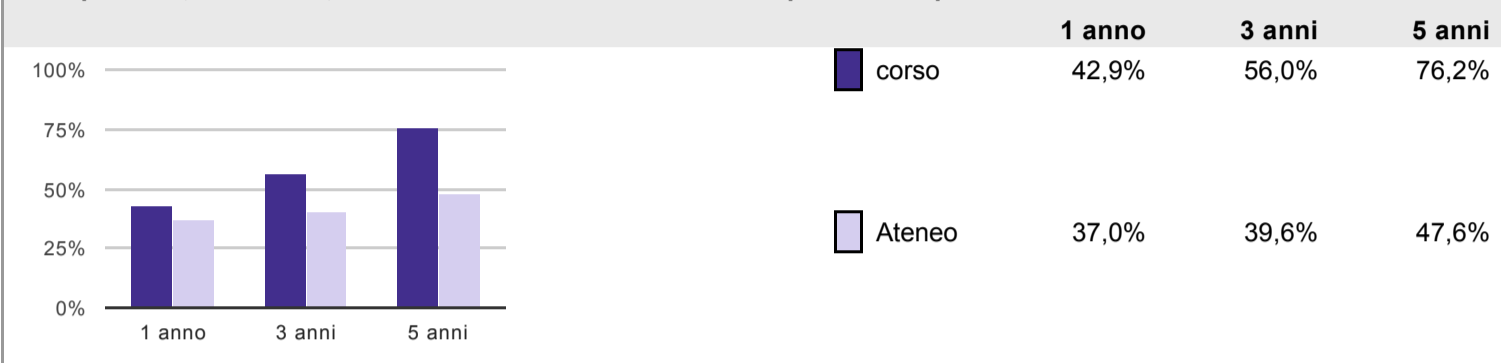 1 anno 3 anni 5 anni
100%
75%
50%
25%
0%
1 anno 3 anni 5 anni
corso 42,9% 56,0% 76,2%
Ateneo 37,0% 39,6% 47,6%